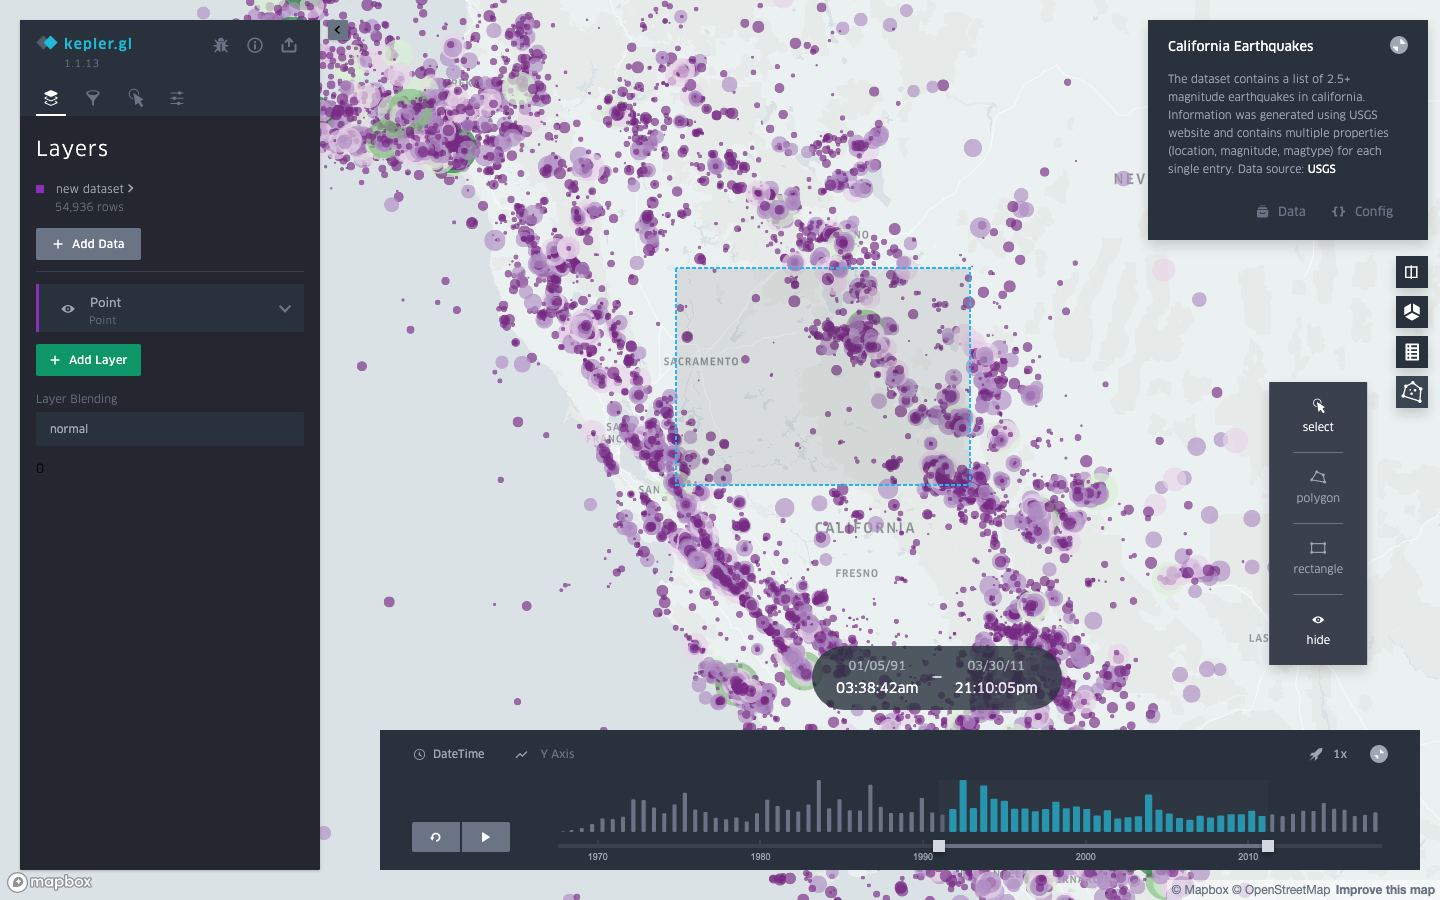 kepler.gl
1.1.13
Layers
new dataset
54,936 rows
+ Add Data
Point
Point
+ Add Layer
Layer Blending
normal
0
California Earthquakes
The dataset contains a list of 2.5+
magnitude earthquakes in california.
Information was generated using USGS
website and contains multiple properties
(location, magnitude, magtype) for each
single entry. Data source: USGS
Data
Config
NEV
NO
SACRAMENTO
SAN
CALIFORNIA
FRESNO
LAS
select
polygon
rectangle
hide
01/05/91
03:38:42am
–
03/30/11
21:10:05pm
DateTime
Y Axis
1x
1970
1980
1990
2000
2010
mapbox
© Mapbox © OpenStreetMap Improve this map